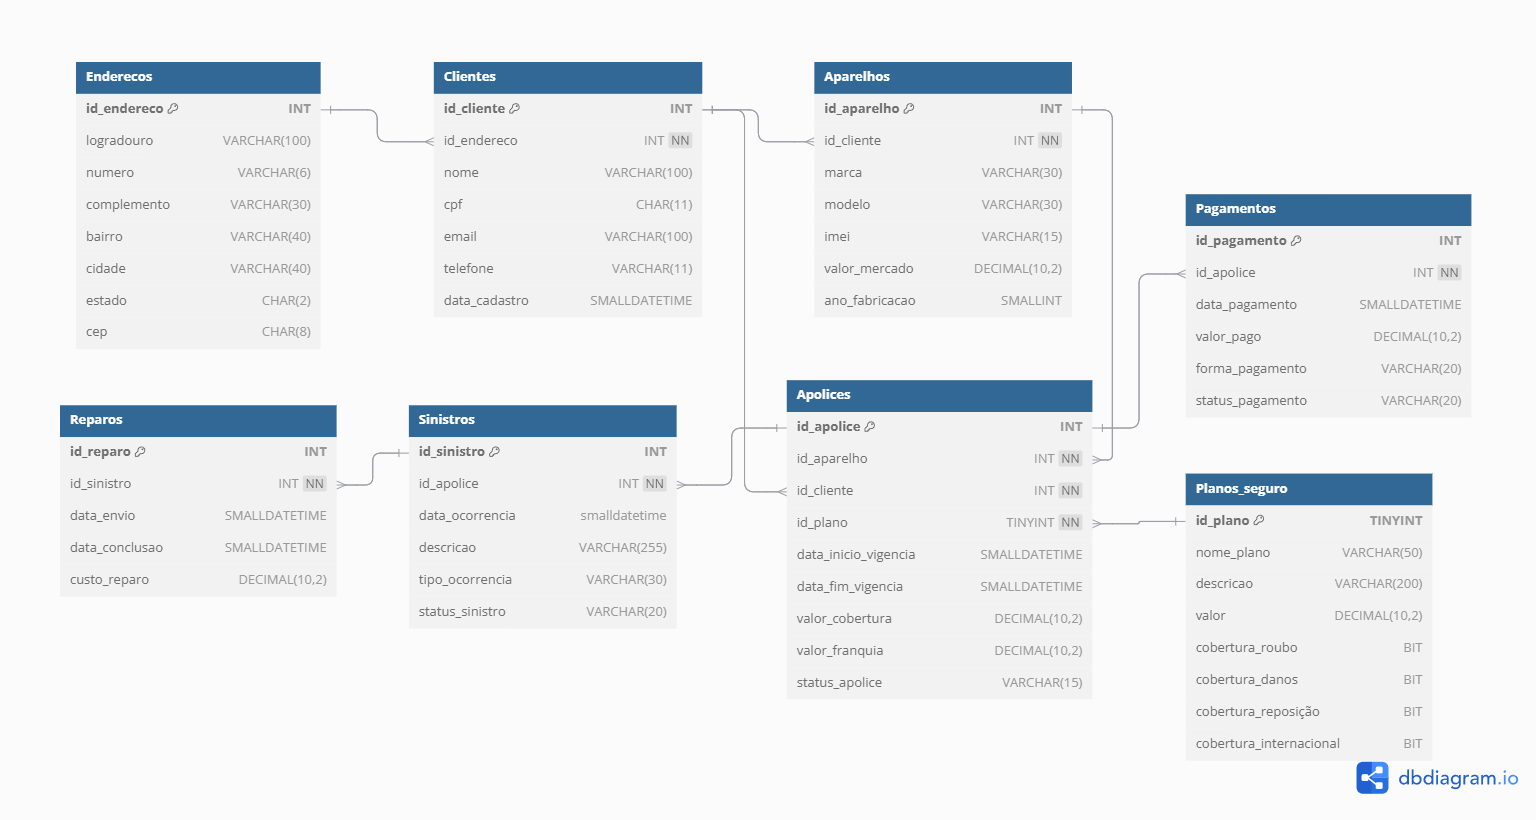 Enderecos
id_endereco INT
logradouro VARCHAR(100)
numero VARCHAR(6)
complemento VARCHAR(30)
bairro VARCHAR(40)
cidade VARCHAR(40)
estado CHAR(2)
cep CHAR(8)
Clientes
id_cliente INT
id_endereco INT NN
nome VARCHAR(100)
cpf CHAR(11)
email VARCHAR(100)
telefone VARCHAR(11)
data_cadastro SMALLDATETIME
Aparelhos
id_aparelho INT
id_cliente INT NN
marca VARCHAR(30)
modelo VARCHAR(30)
imei VARCHAR(15)
valor_mercado DECIMAL(10,2)
ano_fabricacao SMALLINT
Pagamentos
id_pagamento INT
id_apolice INT NN
data_pagamento SMALLDATETIME
valor_pago DECIMAL(10,2)
forma_pagamento VARCHAR(20)
status_pagamento VARCHAR(20)
Reparos
id_reparo INT
id_sinistro INT NN
data_envio SMALLDATETIME
data_conclusao SMALLDATETIME
custo_reparo DECIMAL(10,2)
Sinistros
id_sinistro INT
id_apolice INT NN
data_ocorrencia smalldatetime
descricao VARCHAR(255)
tipo_ocorrencia VARCHAR(30)
status_sinistro VARCHAR(20)
Apolices
id_apolice INT
id_aparelho INT NN
id_cliente INT NN
id_plano TINYINT NN
data_inicio_vigencia SMALLDATETIME
data_fim_vigencia SMALLDATETIME
valor_cobertura DECIMAL(10,2)
valor_franquia DECIMAL(10,2)
status_apolice VARCHAR(15)
Planos_seguro
id_plano TINYINT
nome_plano VARCHAR(50)
descricao VARCHAR(200)
valor DECIMAL(10,2)
cobertura_roubo BIT
cobertura_danos BIT
cobertura_reposição BIT
cobertura_internacional BIT
dbdiagram.io